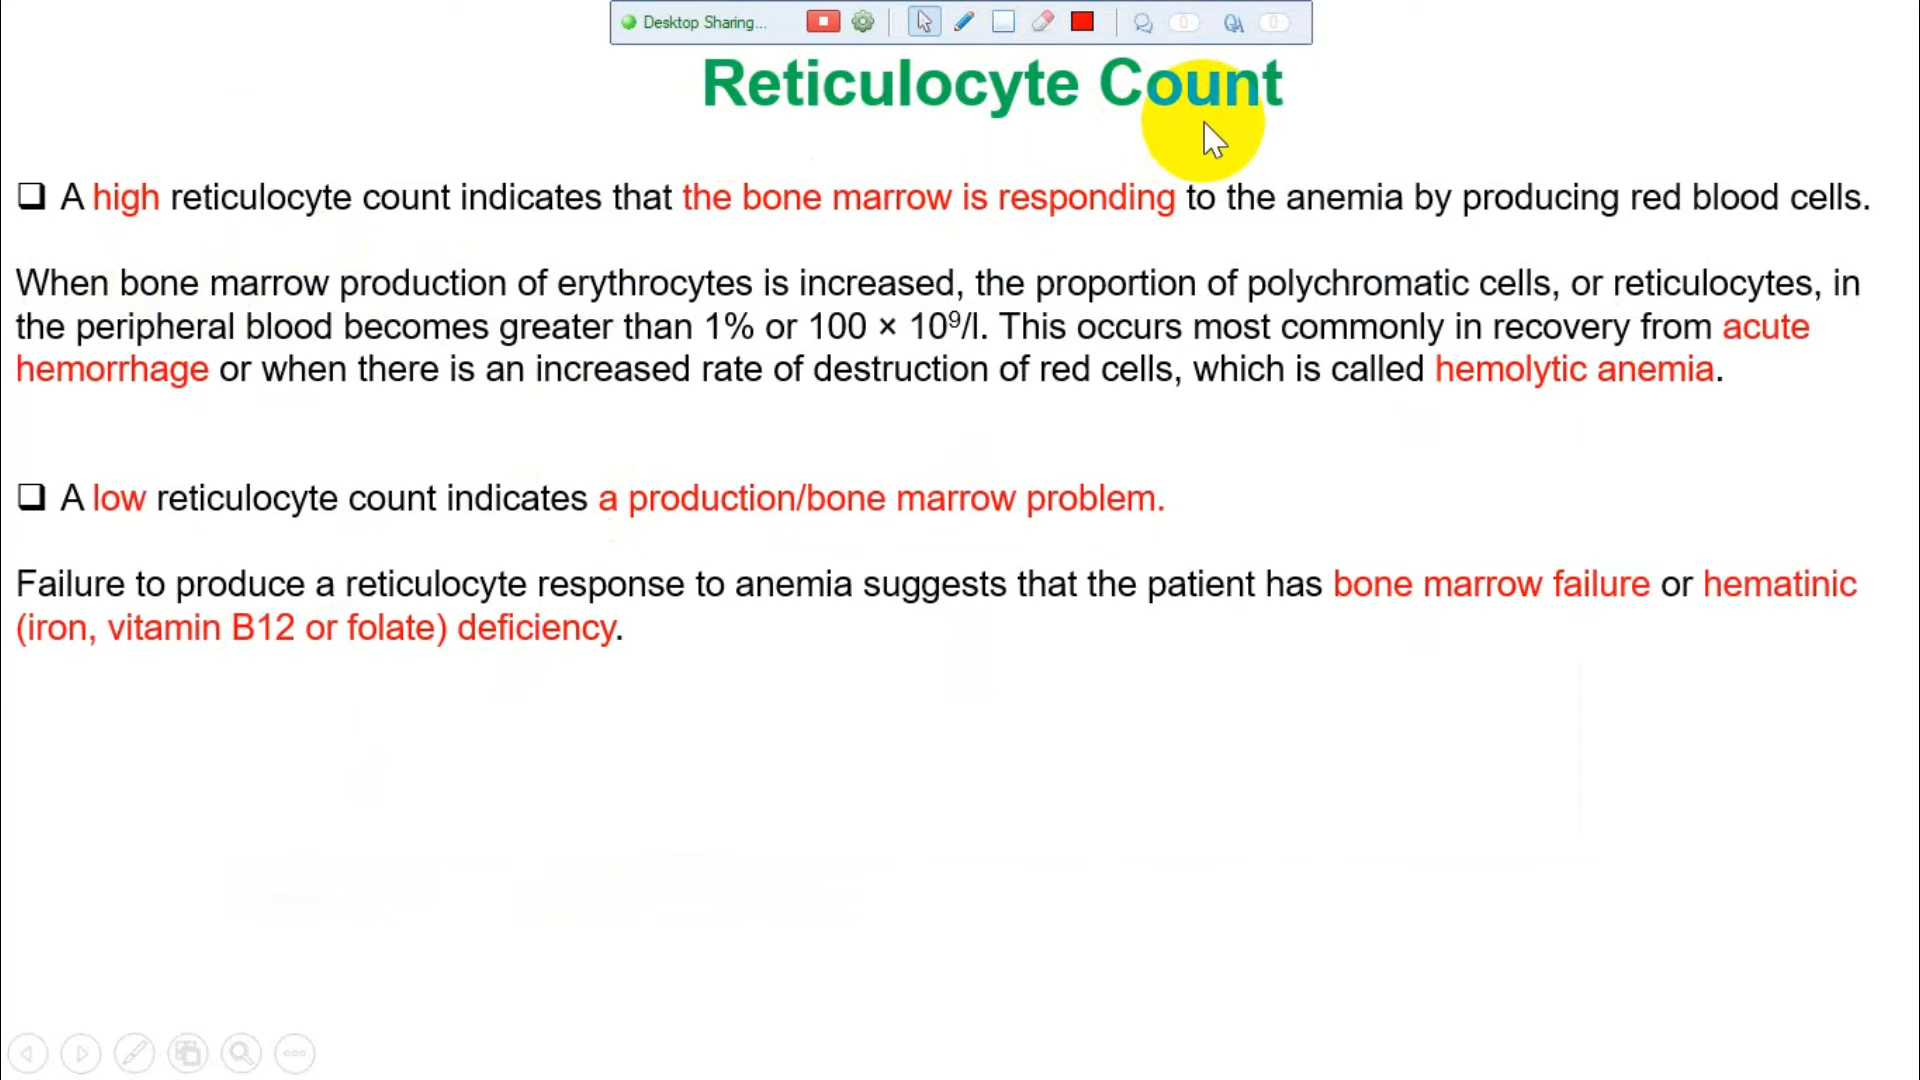 Desktop Sharing...
0
0
Reticulocyte Count
❑ A high reticulocyte count indicates that the bone marrow is responding to the anemia by producing red blood cells.
When bone marrow production of erythrocytes is increased, the proportion of polychromatic cells, or reticulocytes, in
the peripheral blood becomes greater than 1% or 100 × 10⁹/l. This occurs most commonly in recovery from acute
hemorrhage or when there is an increased rate of destruction of red cells, which is called hemolytic anemia.
❑ A low reticulocyte count indicates a production/bone marrow problem.
Failure to produce a reticulocyte response to anemia suggests that the patient has bone marrow failure or hematinic
(iron, vitamin B12 or folate) deficiency.